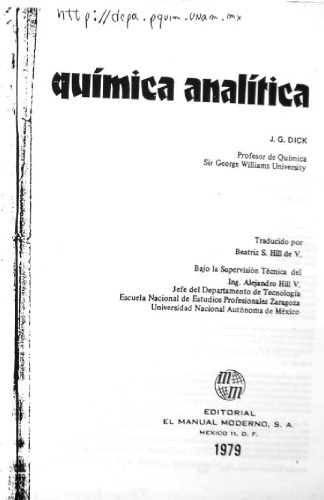 http://depa.pquim.unam.mx
química analítica
J. G. DICK
Profesor de Química
Sir George Williams University
Traducido por
Beatriz S. Hill de V.
Bajo la Supervisión Técnica del
Ing. Alejandro Hill V.
Jefe del Departamento de Tecnología
Escuela Nacional de Estudios Profesionales Zaragoza
Universidad Nacional Autónoma de México
m
m
EDITORIAL
EL MANUAL MODERNO, S. A.
MEXICO 11, D. F.
1979